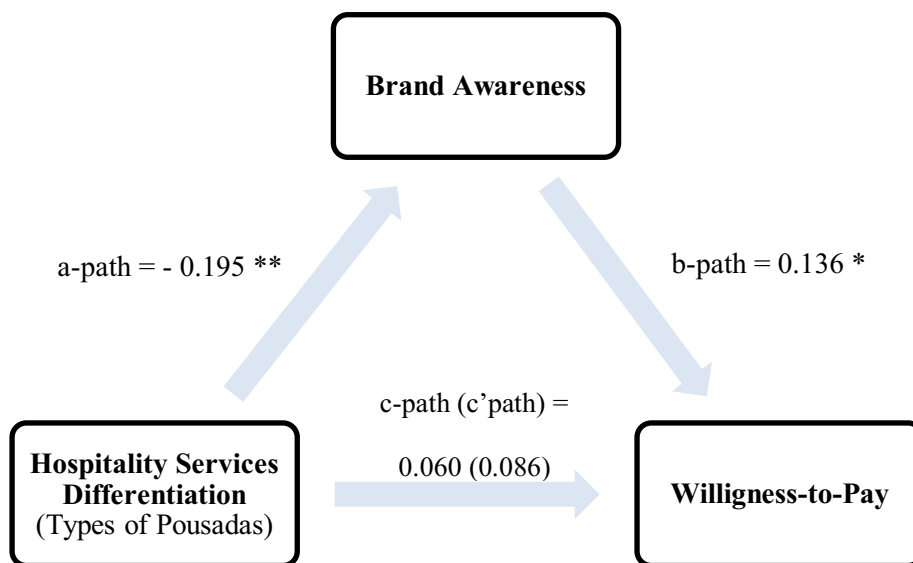 Brand Awareness
a-path = - 0.195 **
b-path = 0.136 *
c-path (c’path) =
0.060 (0.086)
Hospitality Services
Differentiation
(Types of Pousadas)
Willigness-to-Pay